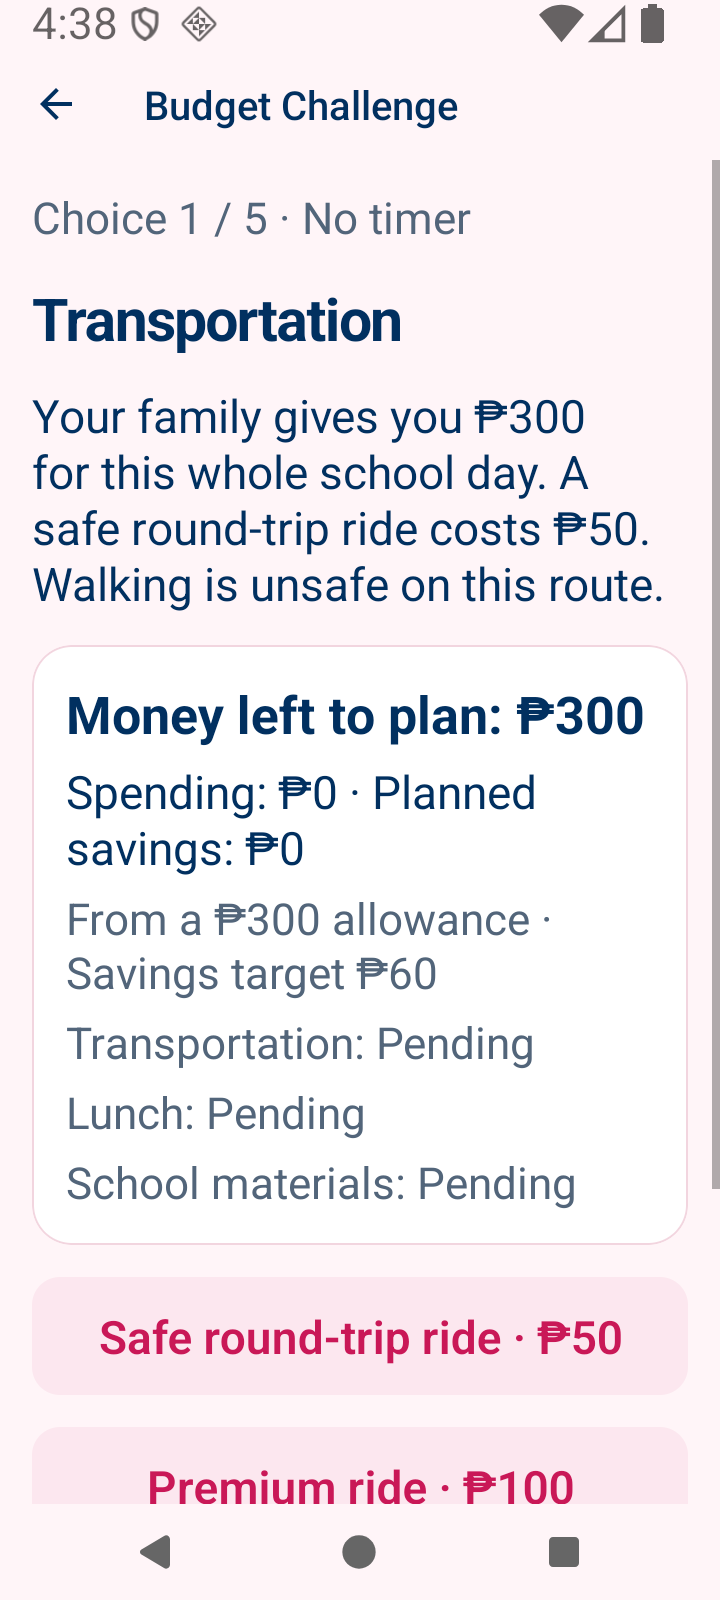 4:38
Budget Challenge
Choice 1 / 5 · No timer
Transportation
Your family gives you ₱300
for this whole school day. A
safe round-trip ride costs ₱50.
Walking is unsafe on this route.
Money left to plan: ₱300
Spending: ₱0 · Planned
savings: ₱0
From a ₱300 allowance ·
Savings target ₱60
Transportation: Pending
Lunch: Pending
School materials: Pending
Safe round-trip ride · ₱50
Premium ride · ₱100